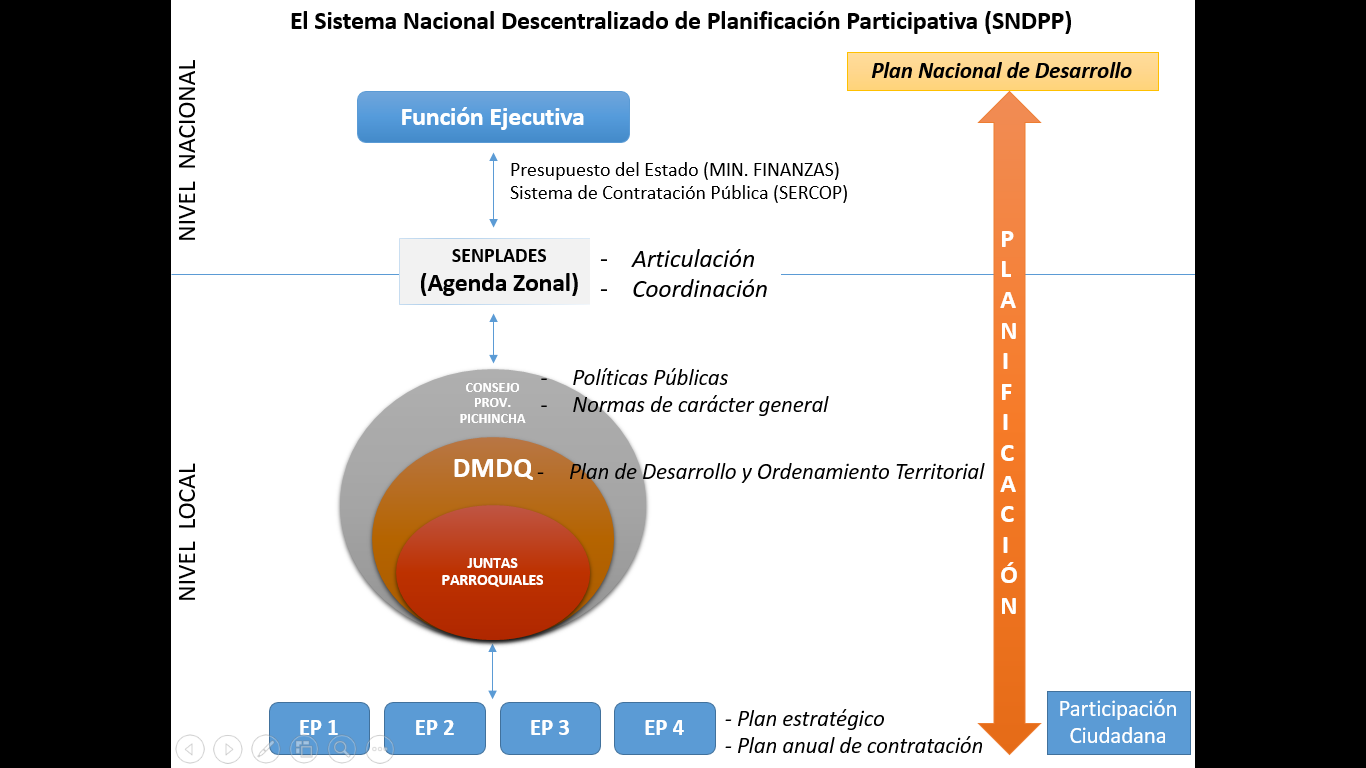 El Sistema Nacional Descentralizado de Planificación Participativa (SNDPP)
NIVEL NACIONAL
Plan Nacional de Desarrollo
Función Ejecutiva
Presupuesto del Estado (MIN. FINANZAS)
Sistema de Contratación Pública (SERCOP)
SENPLADES
(Agenda Zonal)
- Articulación
- Coordinación
PLANIFICACIÓN
NIVEL LOCAL
CONSEJO
PROV.
PICHINCHA
- Políticas Públicas
- Normas de carácter general
DMDQ
- Plan de Desarrollo y Ordenamiento Territorial
JUNTAS
PARROQUIALES
EP 1
EP 2
EP 3
EP 4
- Plan estratégico
- Plan anual de contratación
Participación
Ciudadana